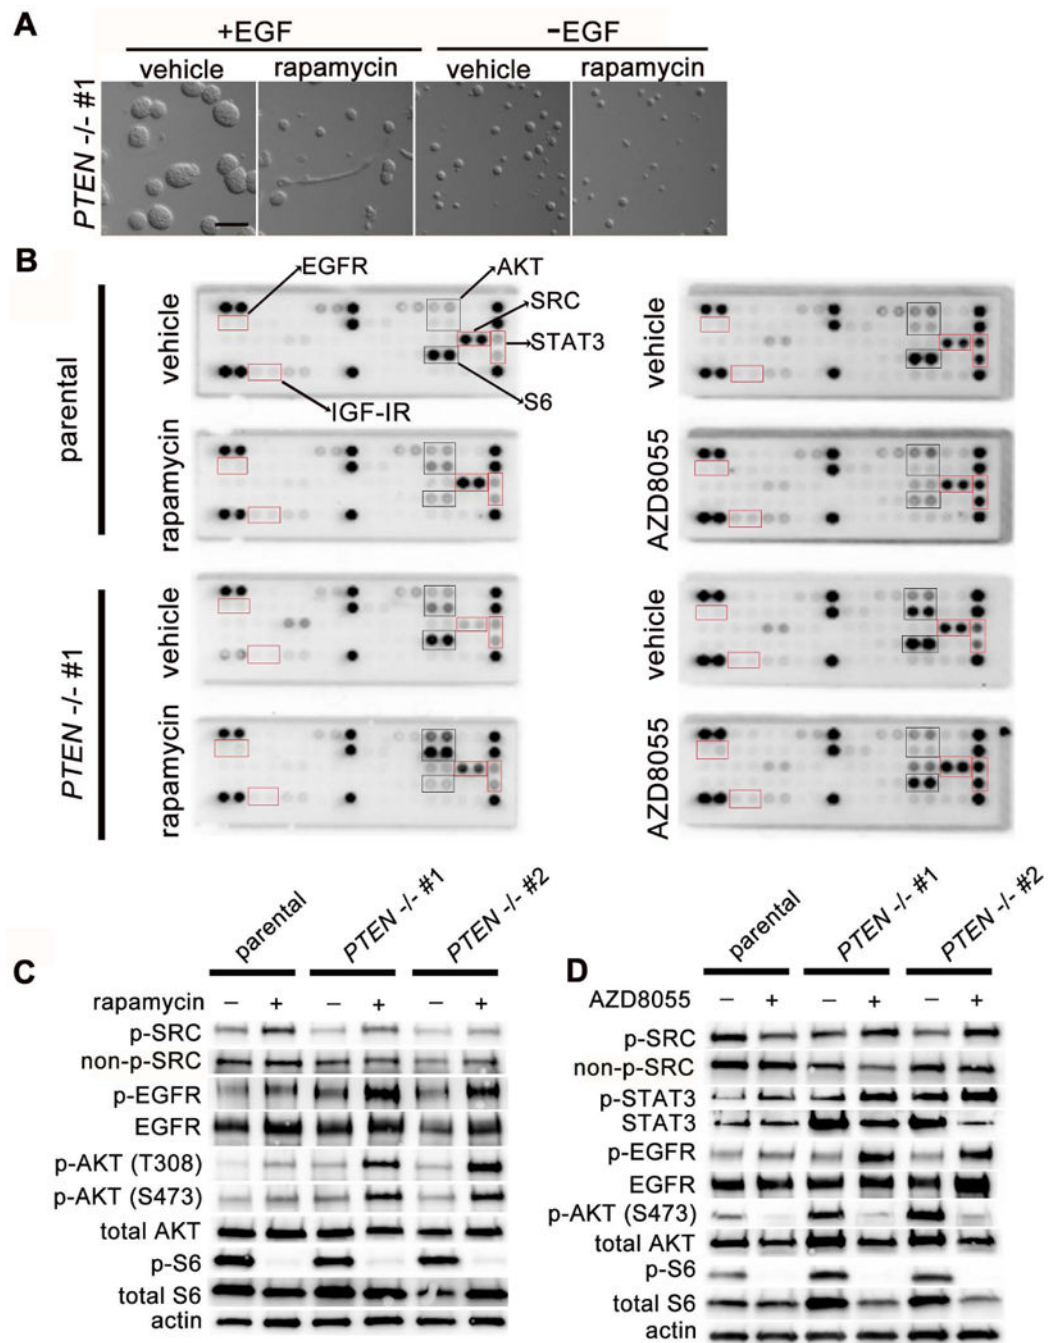 A
+EGF
−EGF
vehicle
rapamycin
vehicle
rapamycin
PTEN -/- #1
B
EGFR
AKT
SRC
STAT3
S6
IGF-IR
parental
vehicle
vehicle
rapamycin
AZD8055
PTEN -/- #1
vehicle
vehicle
rapamycin
AZD8055
C
parental
PTEN -/- #1
PTEN -/- #2
rapamycin − + − + − +
p-SRC
non-p-SRC
p-EGFR
EGFR
p-AKT (T308)
p-AKT (S473)
total AKT
p-S6
total S6
actin
D
parental
PTEN -/- #1
PTEN -/- #2
AZD8055 − + − + − +
p-SRC
non-p-SRC
p-STAT3
STAT3
p-EGFR
EGFR
p-AKT (S473)
total AKT
p-S6
total S6
actin